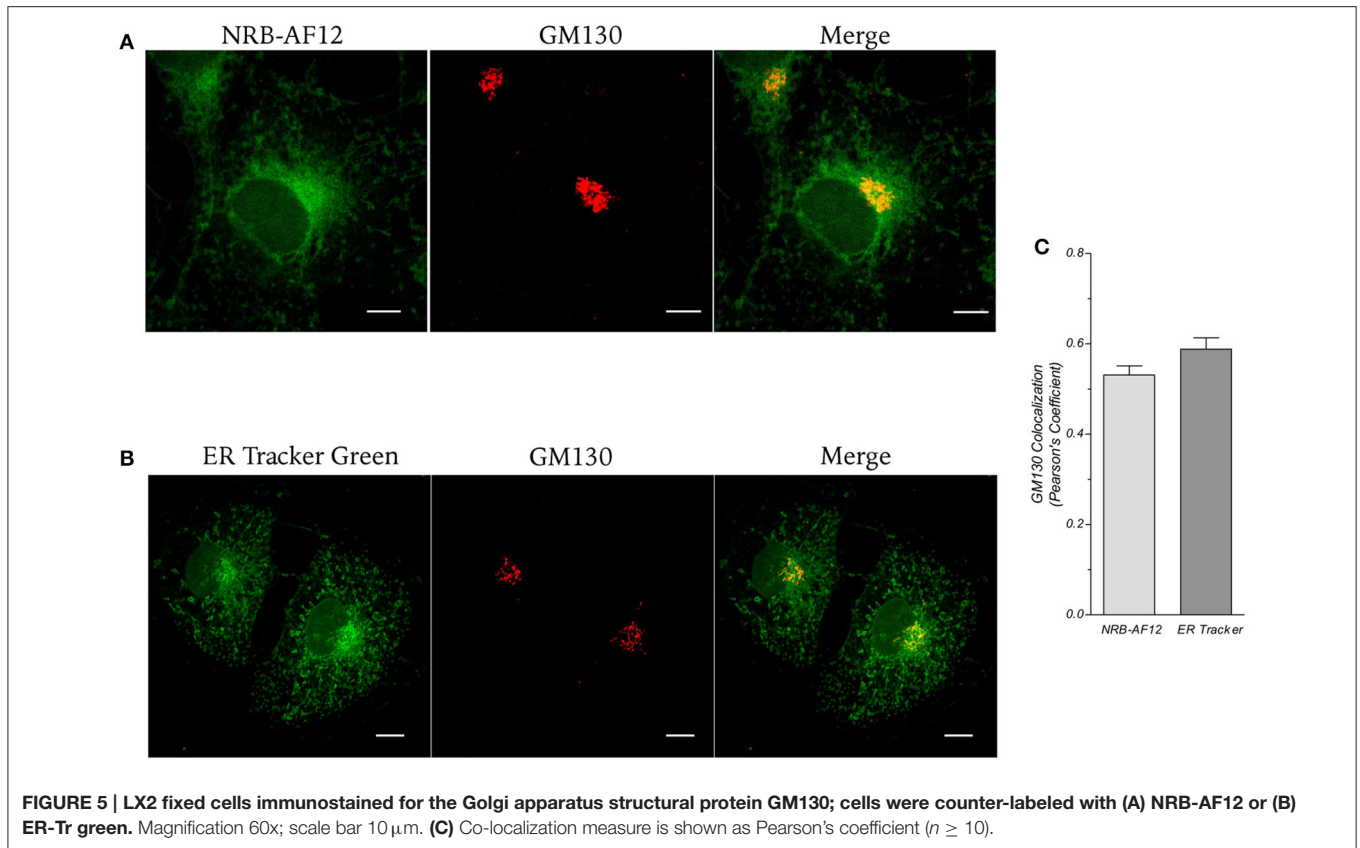 A
NRB-AF12
GM130
Merge
B
ER Tracker Green
GM130
Merge
C
GM130 Colocalization
(Pearson's Coefficient)
0.8
0.6
0.4
0.2
0.0
NRB-AF12
ER Tracker
FIGURE 5 | LX2 fixed cells immunostained for the Golgi apparatus structural protein GM130; cells were counter-labeled with (A) NRB-AF12 or (B)
ER-Tr green. Magnification 60x; scale bar 10 μm. (C) Co-localization measure is shown as Pearson's coefficient (n ≥ 10).